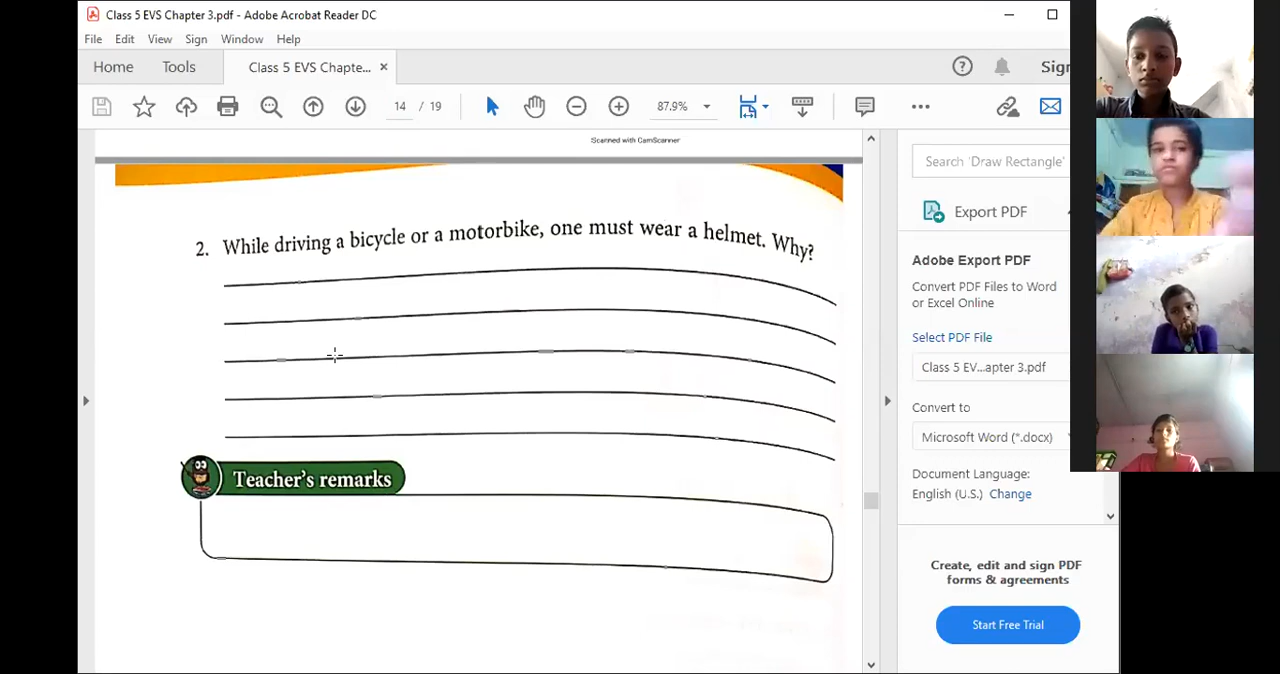 Class 5 EVS Chapter 3.pdf - Adobe Acrobat Reader DC
File Edit View Sign Window Help
Home Tools Class 5 EVS Chapte... × Sign
14 / 19 87.9%
Scanned with CamScanner
2. While driving a bicycle or a motorbike, one must wear a helmet. Why?
Teacher's remarks
Search 'Draw Rectangle'
Export PDF
Adobe Export PDF
Convert PDF Files to Word
or Excel Online
Select PDF File
Class 5 EV...apter 3.pdf
Convert to
Microsoft Word (*.docx)
Document Language:
English (U.S.) Change
Create, edit and sign PDF
forms & agreements
Start Free Trial